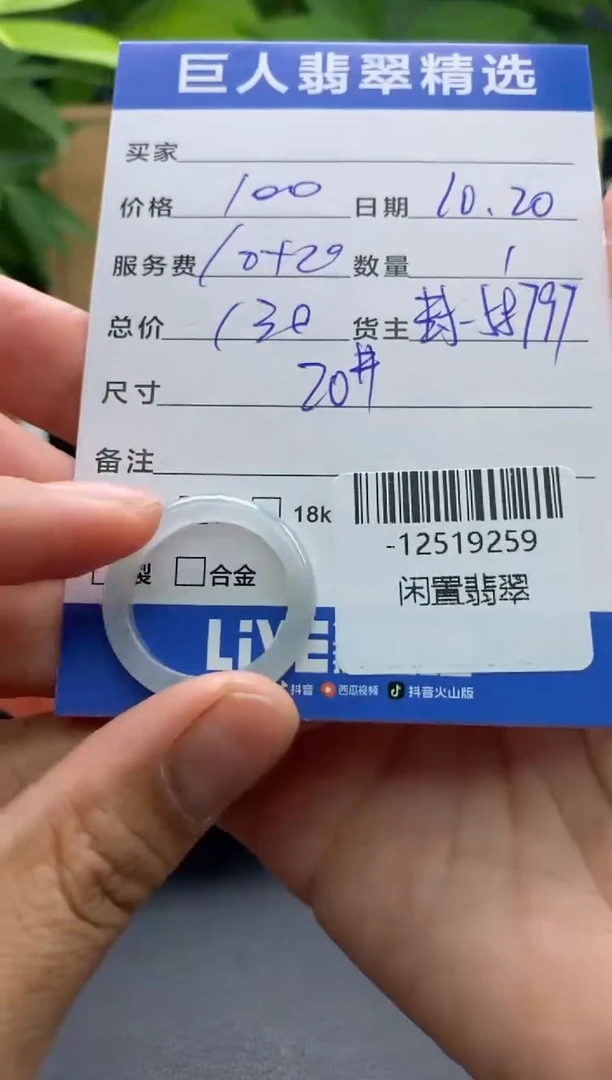 巨人翡翠精选
买家
价格 100 日期 10.20
服务费 10+20 数量 1
总价 130 货主
尺寸 20#
备注
18k
裂 合金
-12519259
闲置翡翠
LiVE
抖音 西瓜视频 抖音火山版